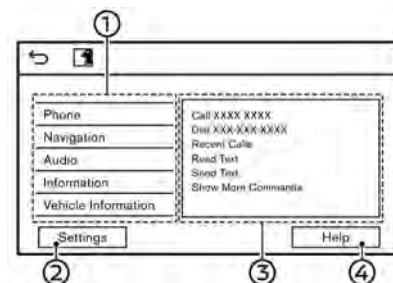 ①
Phone
Navigation
Audio
Information
Vehicle Information
Call XXXX XXXX
Dial XXX-XXX-XXXX
Recent Calls
Read Text
Send Text
Show More Commands
Settings
Help
②
③
④